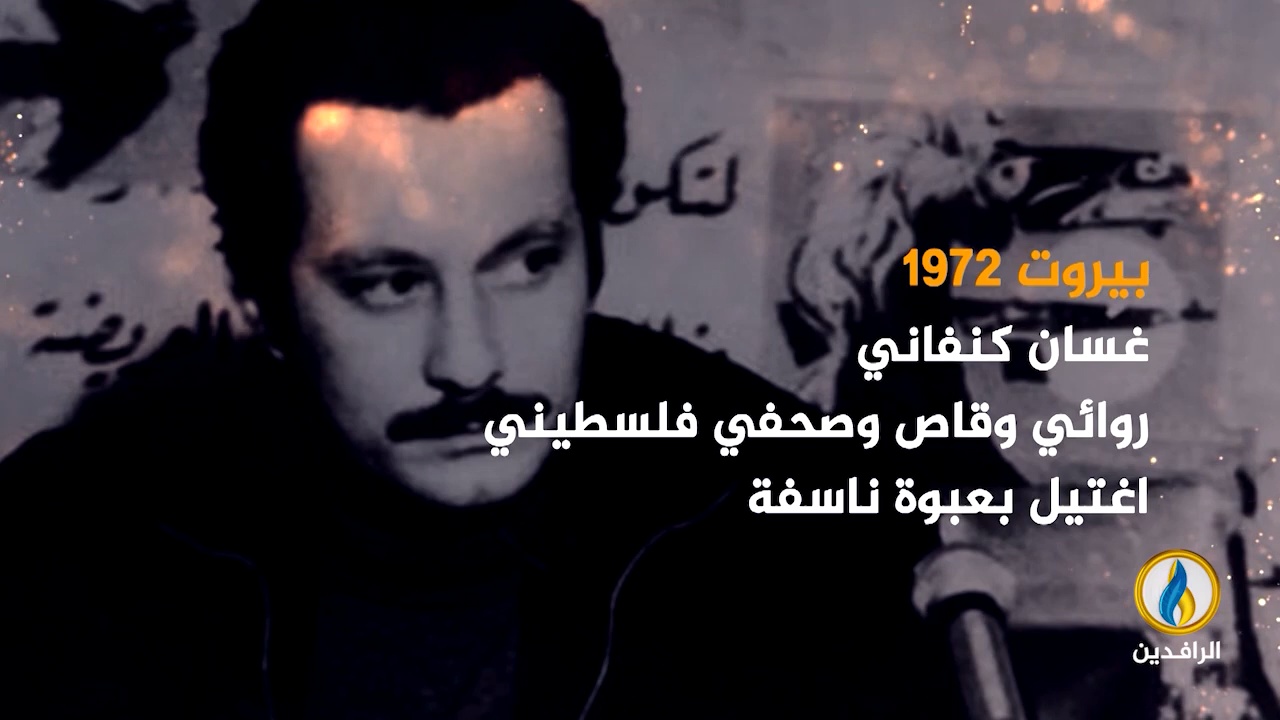 بيروت 1972
غسان كنفاني
روائي وقاص وصحفي فلسطيني
اغتيل بعبوة ناسفة
الرافدين